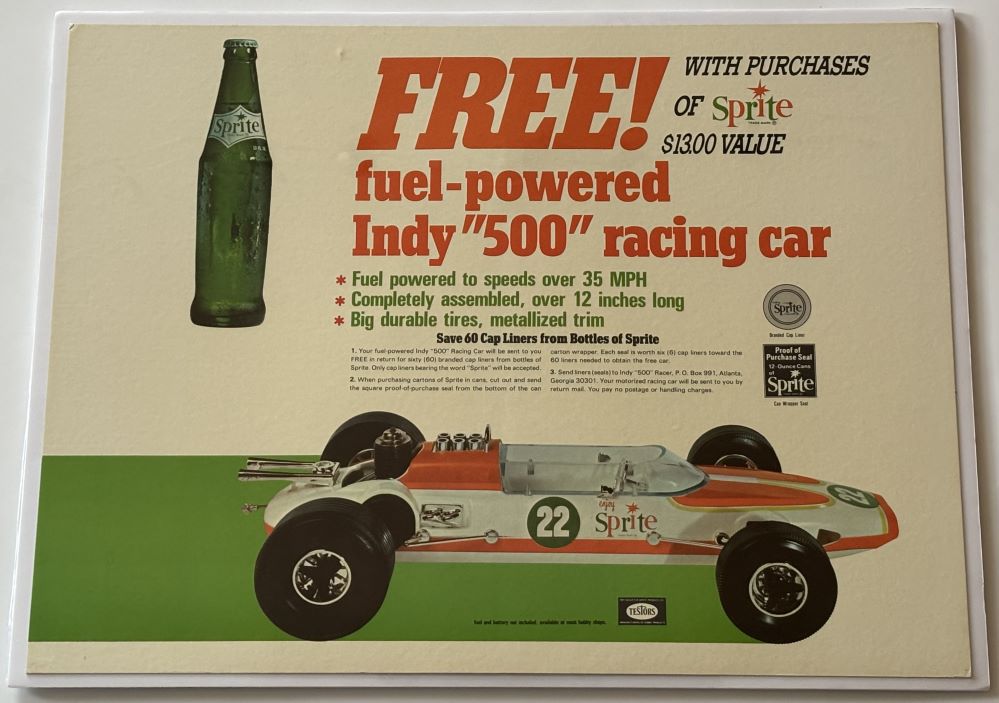 FREE!
WITH PURCHASES
OF Sprite
TRADE MARK ®
$13.00 VALUE
fuel-powered
Indy "500" racing car
* Fuel powered to speeds over 35 MPH
* Completely assembled, over 12 inches long
* Big durable tires, metallized trim
Save 60 Cap Liners from Bottles of Sprite
1. Your fuel-powered Indy "500" Racing Car will be sent to you
FREE in return for sixty (60) branded cap liners from bottles of
Sprite. Only cap liners bearing the word "Sprite" will be accepted.
2. When purchasing cartons of Sprite in cans, cut out and send
the square proof-of-purchase seal from the bottom of the can
carton wrapper. Each seal is worth six (6) cap liners toward the
60 liners needed to obtain the free car.
3. Send liners (seals) to Indy "500" Racer, P.O. Box 991, Atlanta,
Georgia 30301. Your motorized racing car will be sent to you by
return mail. You pay no postage or handling charges.
Sprite
Branded Cap Liner
Proof of
Purchase Seal
12-Ounce Cans
of
Sprite
Can Wrapper Seal
Sprite
22
enjoy
Sprite
22
fuel and battery not included, available at most hobby shops.
TESTORS